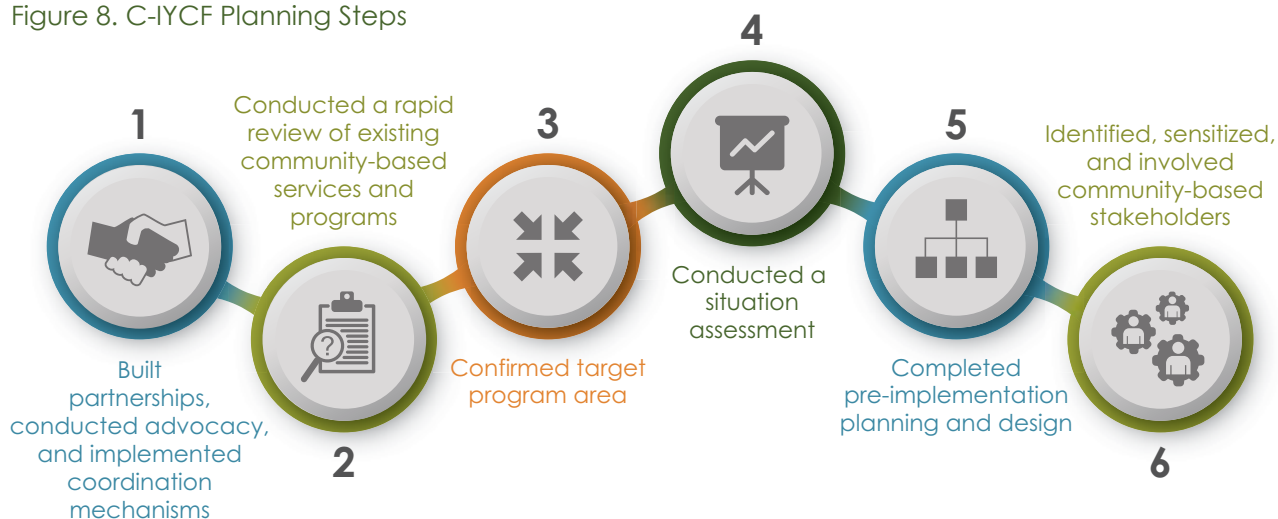 Figure 8. C-IYCF Planning Steps
1
Built
partnerships,
conducted advocacy,
and implemented
coordination
mechanisms
Conducted a rapid
review of existing
community-based
services and
programs
?
2
3
Confirmed target
program area
4
Conducted a
situation
assessment
5
Completed
pre-implementation
planning and design
Identified, sensitized,
and involved
community-based
stakeholders
6